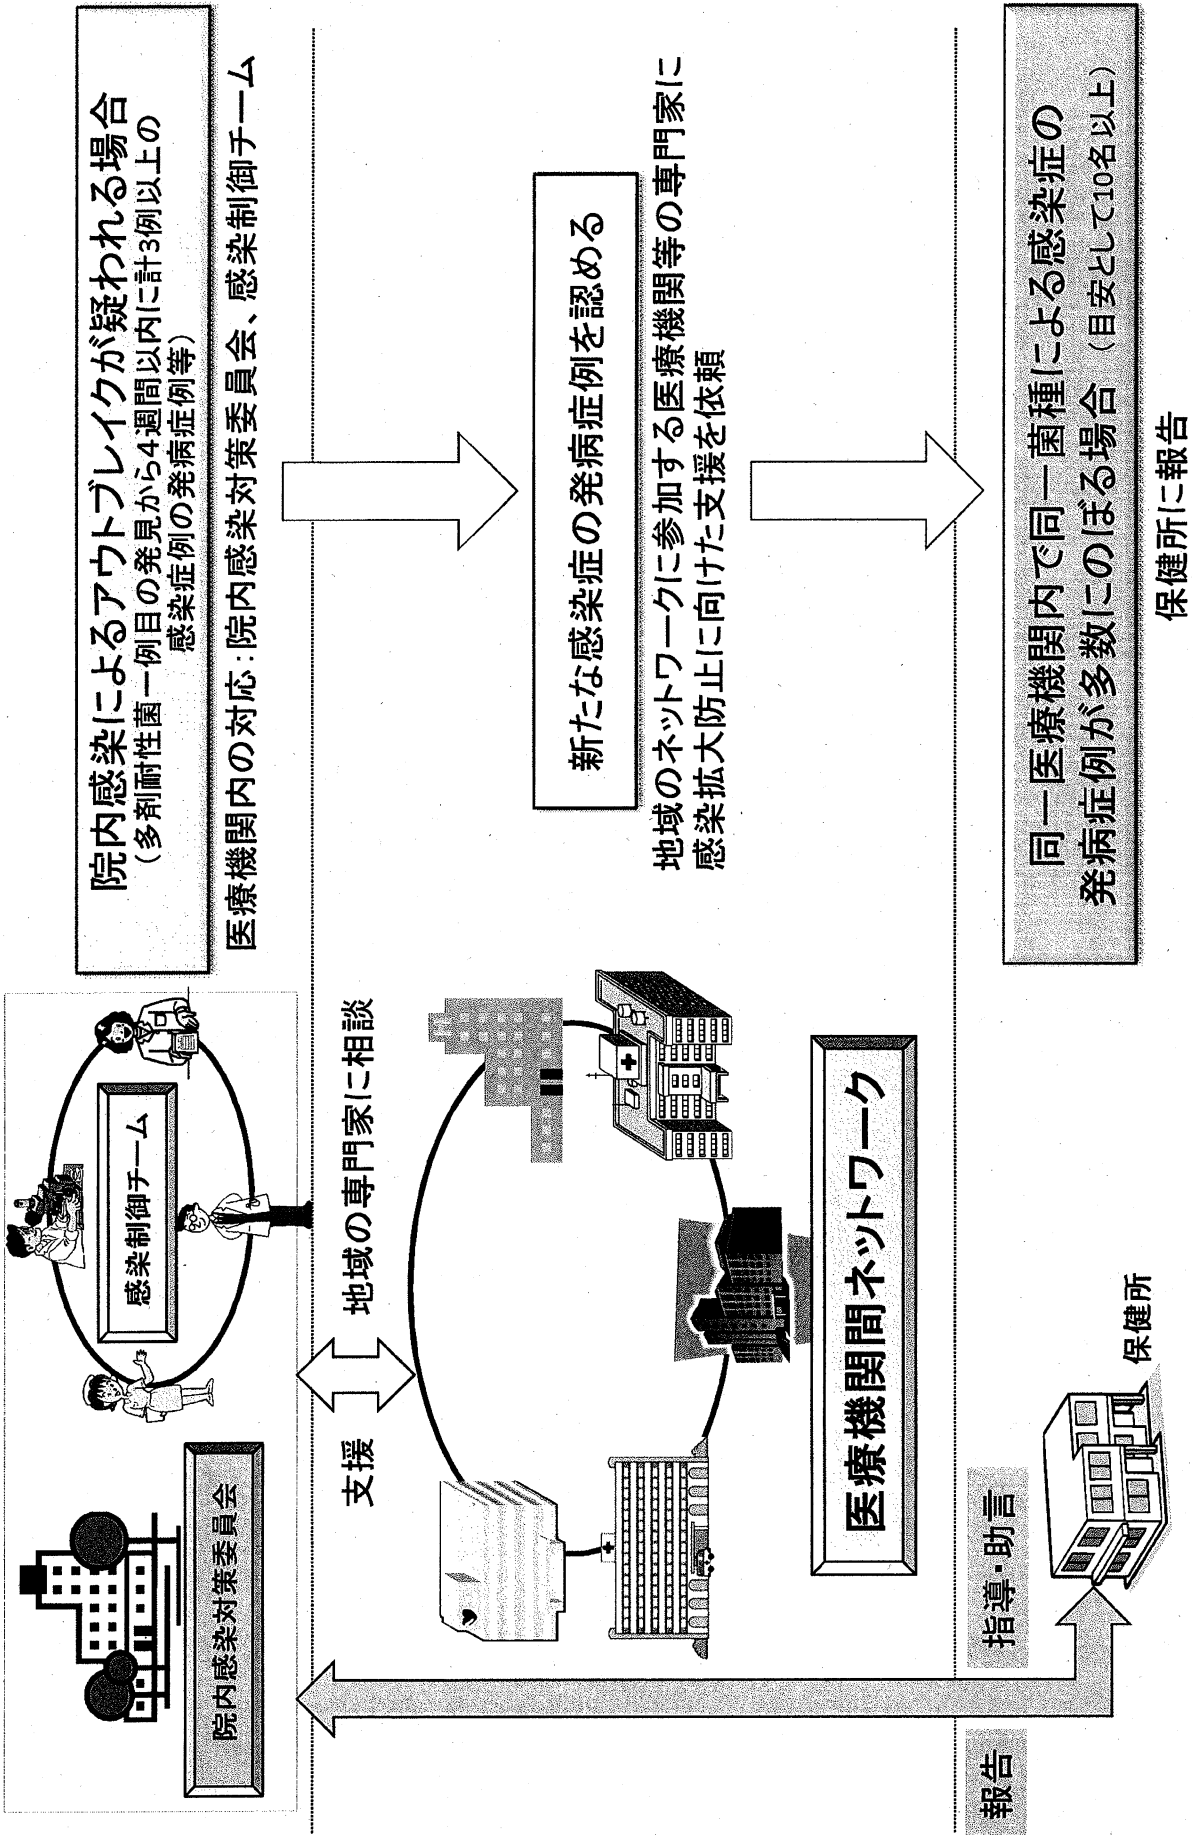 院内感染対策委員会
感染制御チーム
院内感染によるアウトブレイクが疑われる場合
（多剤耐性菌一例目の発見から4週間以内に計3例以上の
感染症例の発病症例等）
医療機関内の対応：院内感染対策委員会、感染制御チーム
支援
地域の専門家に相談
医療機関間ネットワーク
新たな感染症の発病症例を認める
地域のネットワークに参加する医療機関等の専門家に
感染拡大防止に向けた支援を依頼
報告
指導・助言
保健所
同一医療機関内で同一菌種による感染症の
発病症例が多数にのぼる場合（目安として10名以上）
保健所に報告